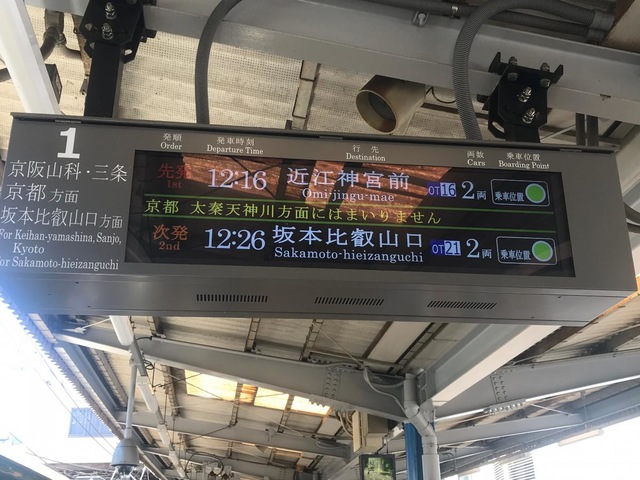 1
京阪山科・三条
京都方面
坂本比叡山口方面
For Keihan-yamashina,Sanjo,
Kyoto
For Sakamoto-hieizanguchi
発順 発車時刻 行先 両数 乗車位置
Order Departure Time Destination Cars Boarding Point
先発 12:16 近江神宮前 OT16 2両 乗車位置
1st Omijingu-mae
京都 太秦天神川方面にはまいりません
次発 12:26 坂本比叡山口 OT21 2両 乗車位置
2nd Sakamoto-hieizanguchi